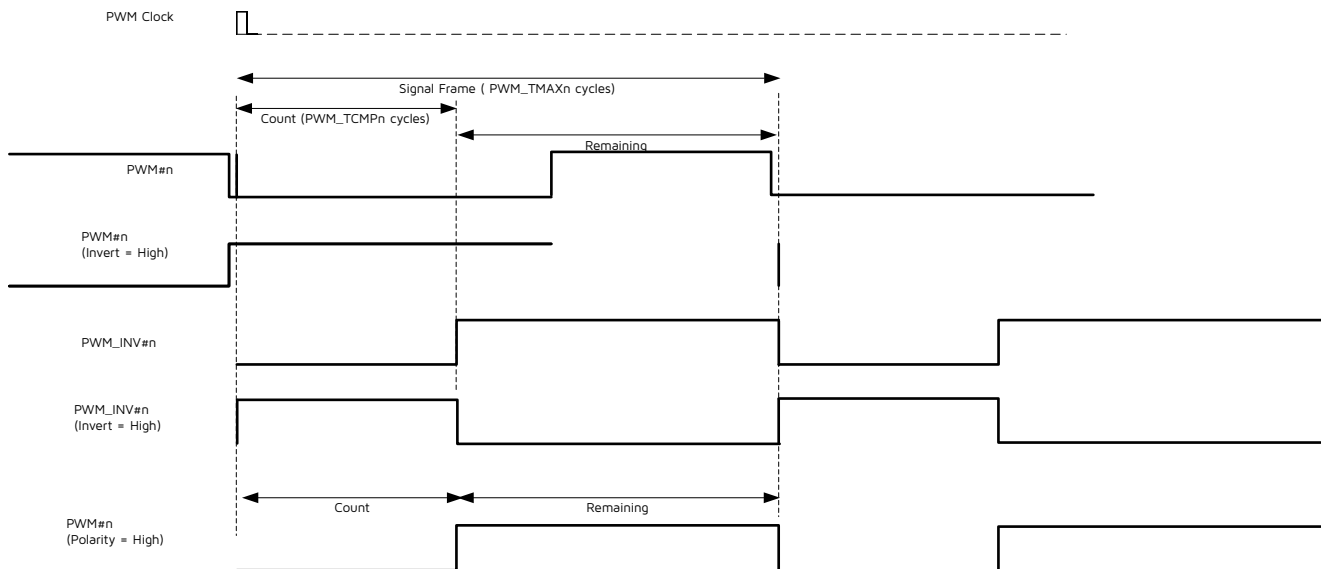 PWM Clock
Signal Frame ( PWM_TMAXn cycles)
Count (PWM_TCMPn cycles)
Remaining
PWM#n
PWM#n
(Invert = High)
PWM_INV#n
PWM_INV#n
(Invert = High)
Count
Remaining
PWM#n
(Polarity = High)